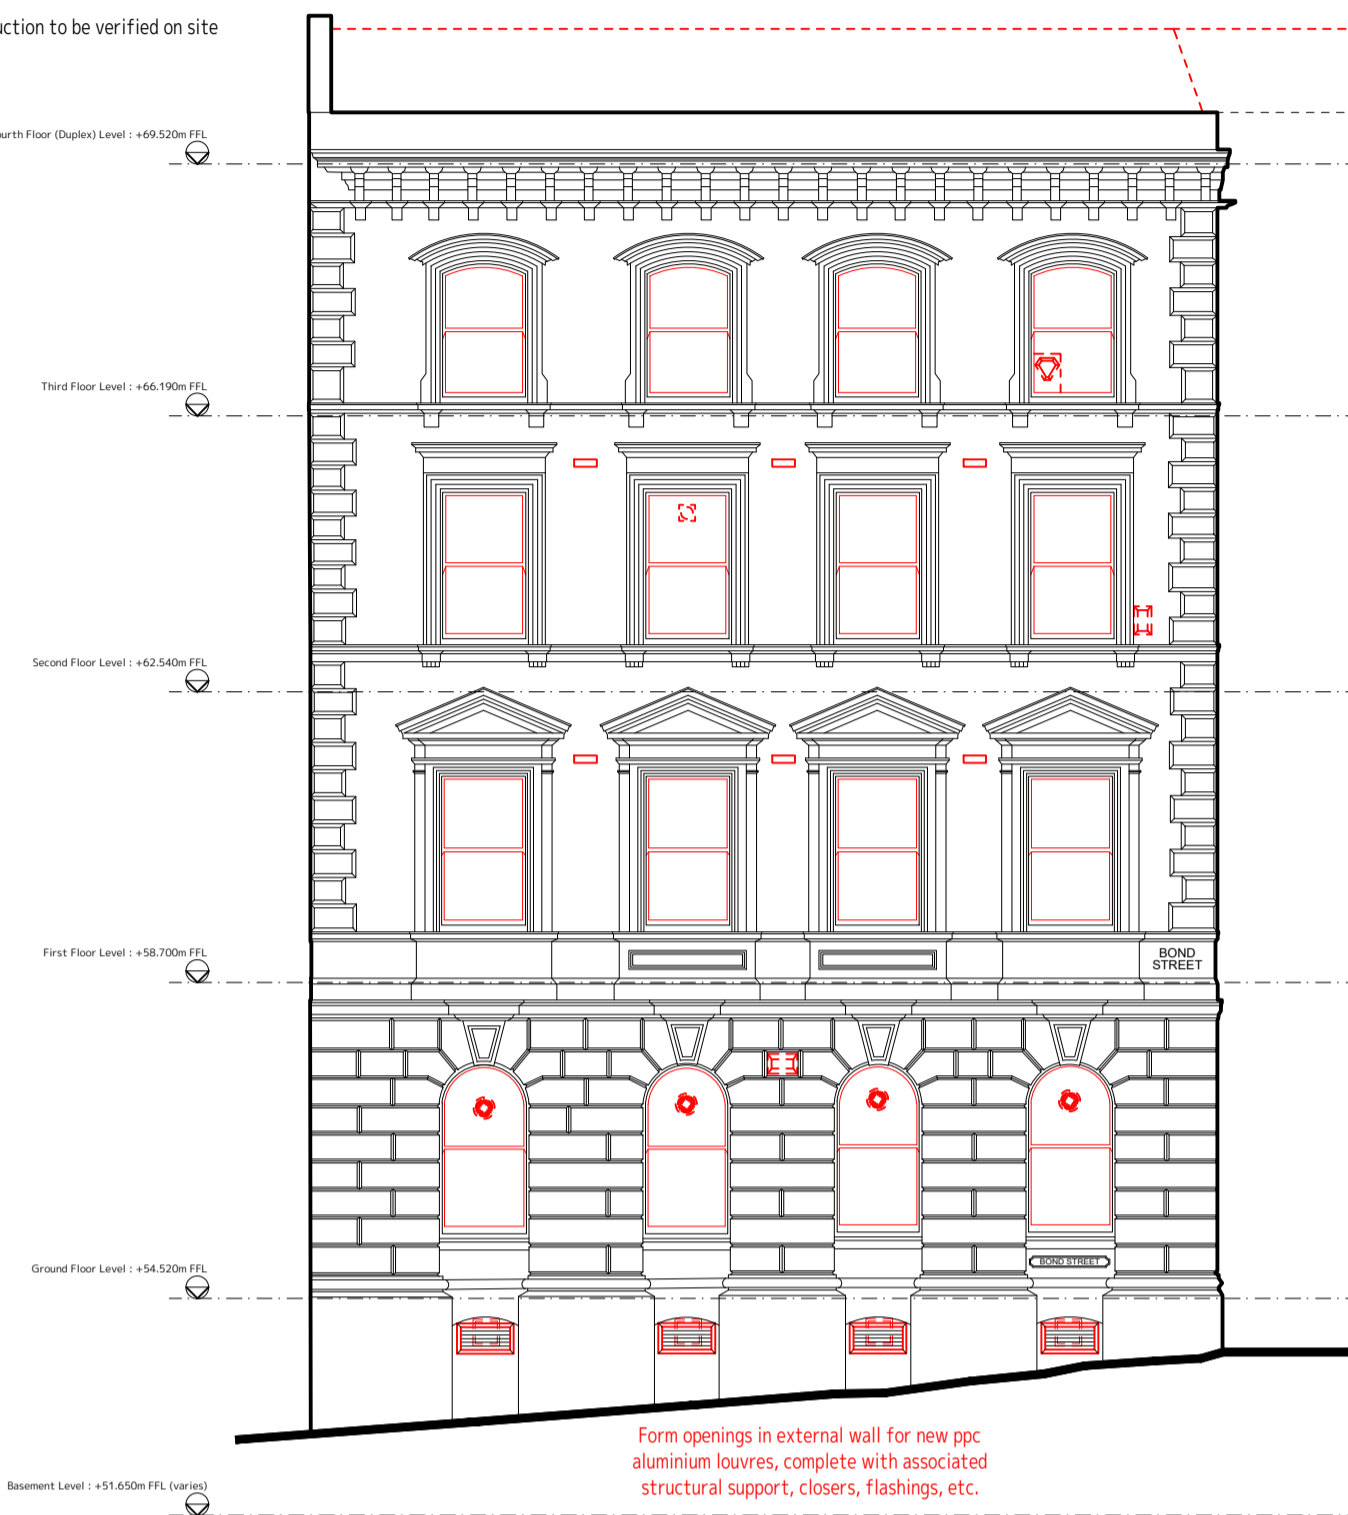 uction to be verified on site
ourth Floor (Duplex) Level : +69.520m FFL
Third Floor Level : +66.190m FFL
Second Floor Level : +62.540m FFL
First Floor Level : +58.700m FFL
BOND
STREET
BOND STREET
Ground Floor Level : +54.520m FFL
Form openings in external wall for new ppc
aluminium louvres, complete with associated
structural support, closers, flashings, etc.
Basement Level : +51.650m FFL (varies)